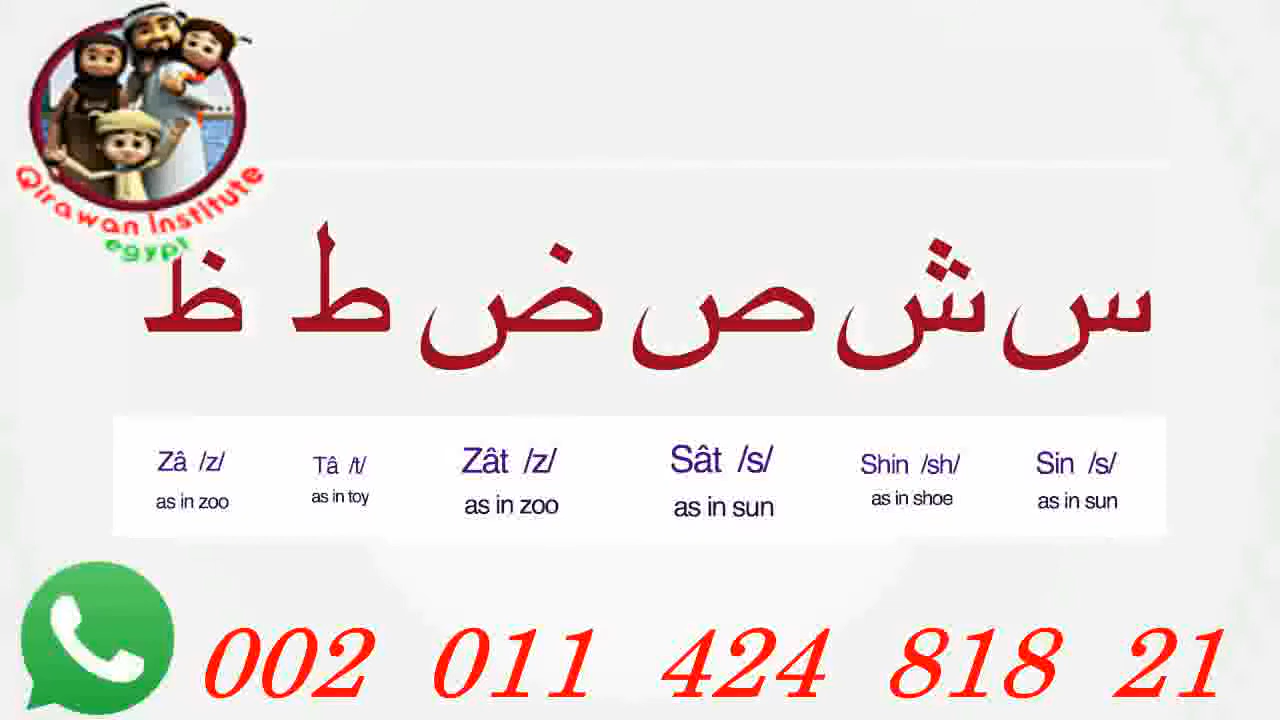 Qirawan Institute
egypt
س ش ص ض ط ظ
Zâ /z/ Tâ /t/ Zât /z/ Sât /s/ Shin /sh/ Sin /s/
as in zoo as in toy as in zoo as in sun as in shoe as in sun
002 011 424 818 21